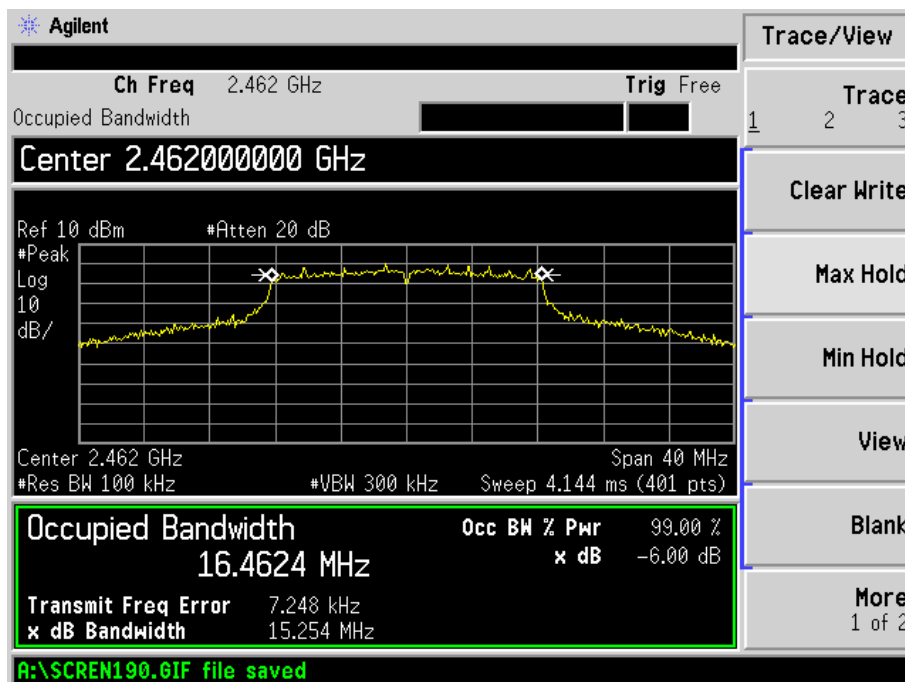 Agilent
Trace/View
Ch Freq 2.462 GHz Trig Free
Occupied Bandwidth
Trace
1 2 3
Center 2.462000000 GHz
Clear Write
Ref 10 dBm #Atten 20 dB
#Peak
Log
10
dB/
Max Hold
Min Hold
View
Center 2.462 GHz Span 40 MHz
#Res BW 100 kHz #VBW 300 kHz Sweep 4.144 ms (401 pts)
Blank
Occupied Bandwidth Occ BW % Pwr 99.00 %
16.4624 MHz x dB -6.00 dB
Transmit Freq Error 7.248 kHz
x dB Bandwidth 15.254 MHz
More
1 of 2
A:\SCREN190.GIF file saved